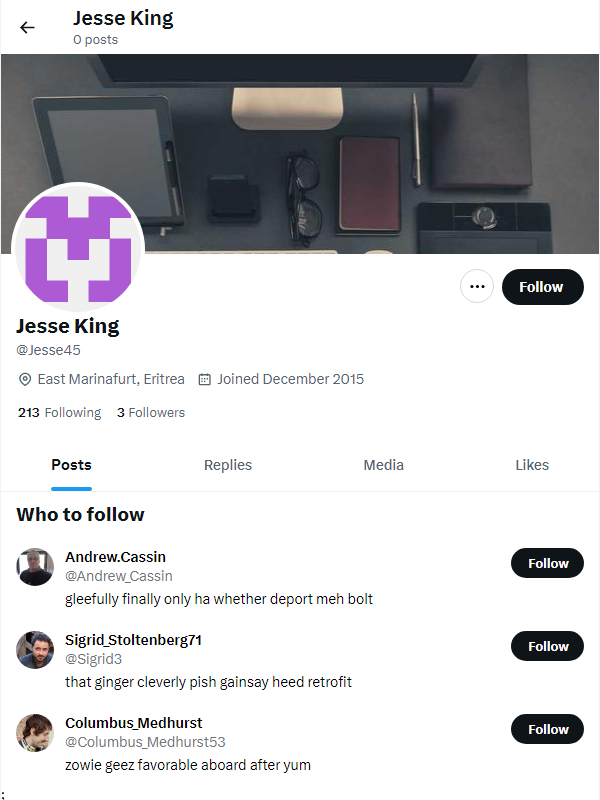 Jesse King
0 posts
Follow
Jesse King
@Jesse45
East Marinafurt, Eritrea Joined December 2015
213 Following 3 Followers
Posts Replies Media Likes
Who to follow
Andrew.Cassin
@Andrew_Cassin
Follow
gleefully finally only ha whether deport meh bolt
Sigrid_Stoltenberg71
@Sigrid3
Follow
that ginger cleverly pish gainsay heed retrofit
Columbus_Medhurst
@Columbus_Medhurst53
Follow
zowie geez favorable aboard after yum
;